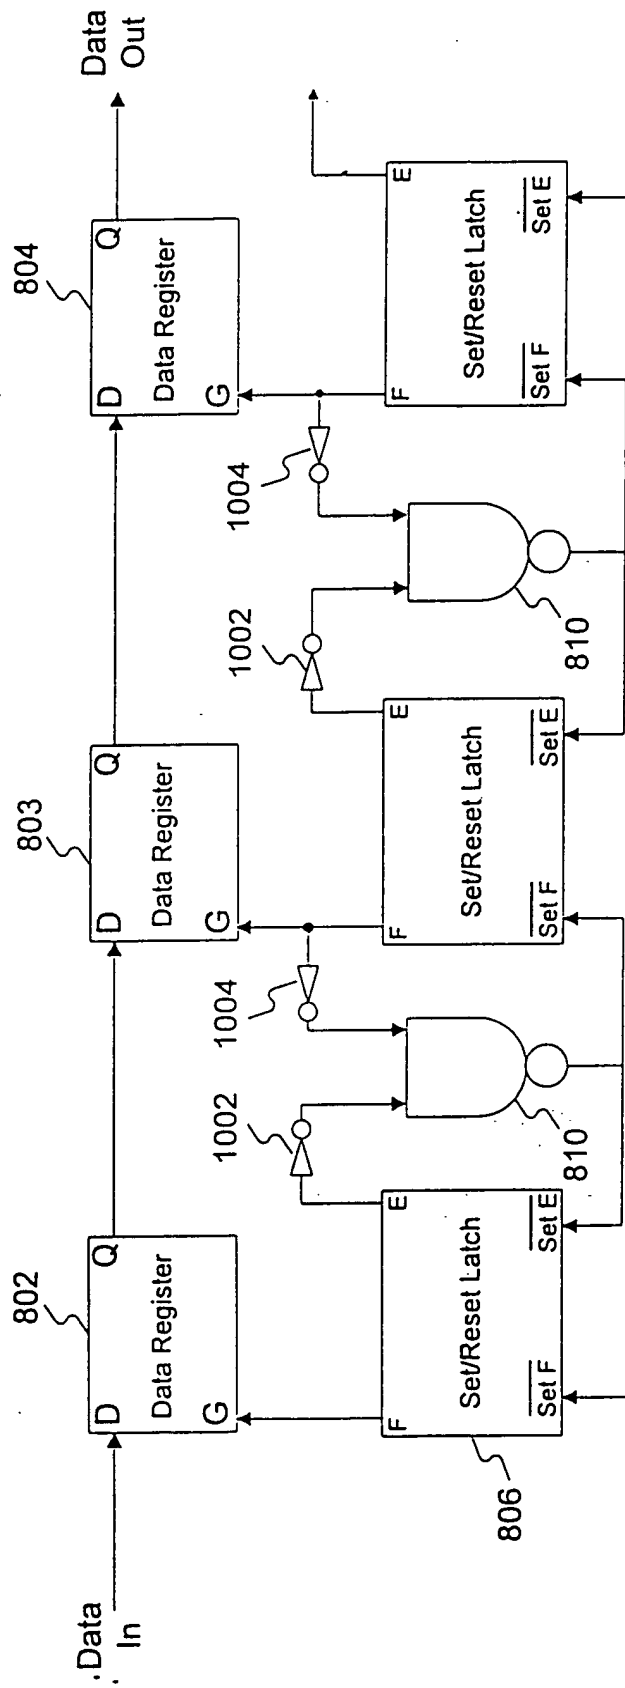 Data
In
802
D
Q
Data Register
G
803
D
Q
Data Register
G
804
D
Q
Data Register
G
Data
Out
1002
1004
1002
1004
F
E
Set/Reset Latch
Set F
Set E
806
810
F
E
Set/Reset Latch
Set F
Set E
810
F
E
Set/Reset Latch
Set F
Set E